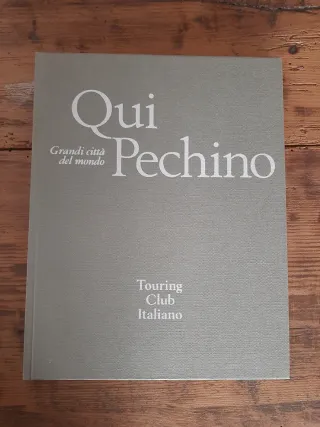 Qui
Grandi città
del mondo
Pechino
Touring
Club
Italiano